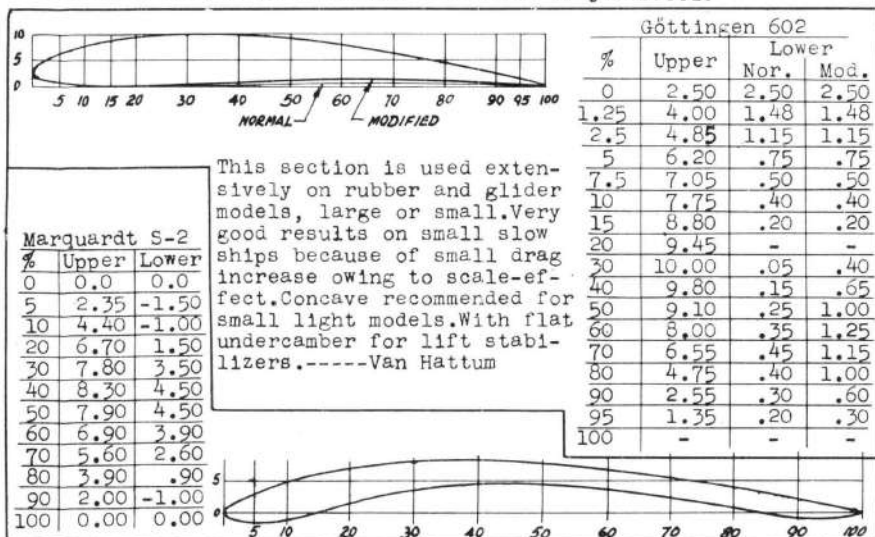 10
5
0
5 10 15 20 30 40 50 60 70 80 90 95 100
NORMAL MODIFIED
Göttingen 602
% Upper Lower
Nor. Mod.
0 2.50 2.50 2.50
1.25 4.00 1.48 1.48
2.5 4.85 1.15 1.15
5 6.20 .75 .75
7.5 7.05 .50 .50
10 7.75 .40 .40
15 8.80 .20 .20
20 9.45 - -
30 10.00 .05 .40
40 9.80 .15 .65
50 9.10 .25 1.00
60 8.00 .35 1.25
70 6.55 .45 1.15
80 4.75 .40 1.00
90 2.55 .30 .60
95 1.35 .20 .30
100 - - -
This section is used exten-
sively on rubber and glider
models, large or small.Very
good results on small slow
ships because of small drag
increase owing to scale-ef-
fect.Concave recommended for
small light models.With flat
undercamber for lift stabi-
lizers.-----Van Hattum
Marquardt S-2
% Upper Lower
0 0.0 0.0
5 2.35 -1.50
10 4.40 -1.00
20 6.70 1.50
30 7.80 3.50
40 8.30 4.50
50 7.90 4.50
60 6.90 3.90
70 5.60 2.60
80 3.90 .90
90 2.00 -1.00
100 0.00 0.00
5
0
5 10 20 30 40 50 60 70 80 90 100